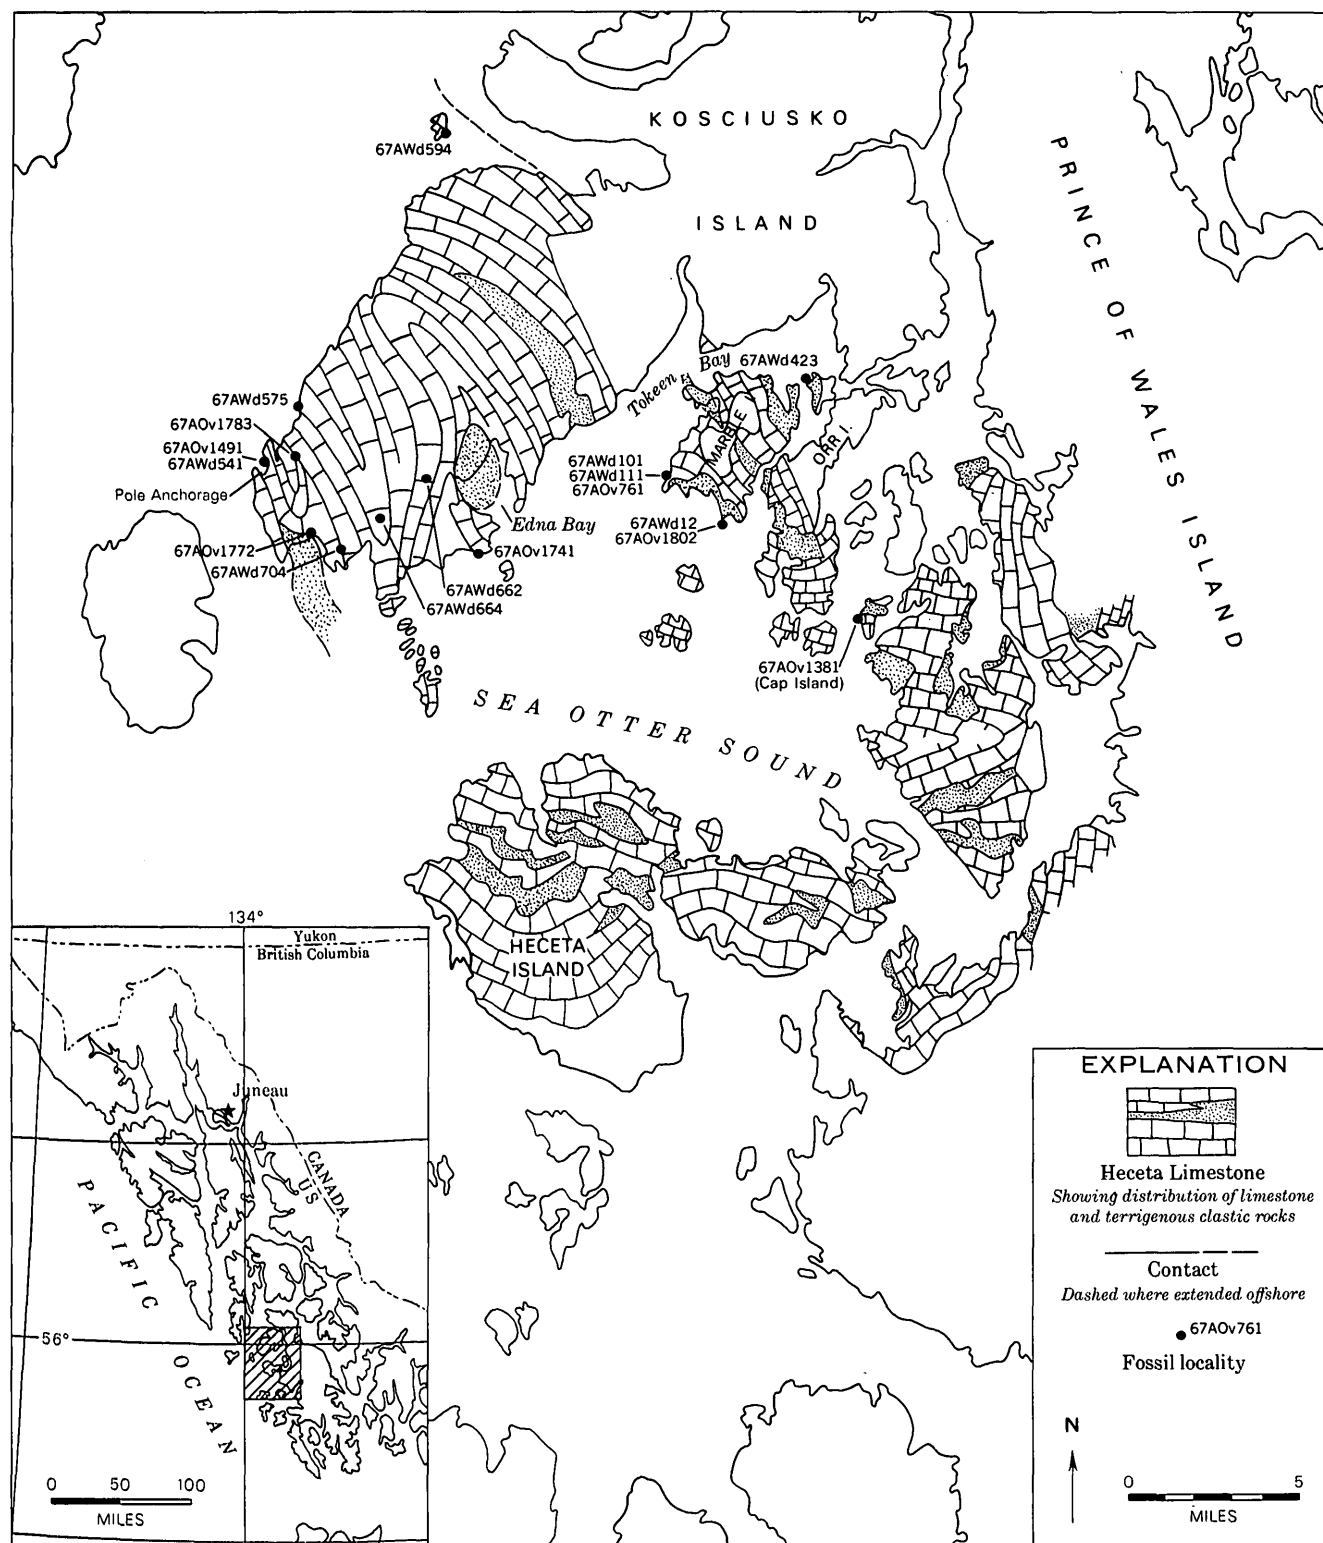 KOSCIUSKO
ISLAND
PRINCE OF WALES ISLAND
67AWd594
Tokeen Bay
67AWd423
67AWd575
67AOv1783
67AOv1491
67AWd541
Pole Anchorage
MARBLE
ORR I.
67AWd101
67AWd111
67AOv761
67AWd12
67AOv1802
Edna Bay
67AOv1772
67AWd704
67AOv1741
67AWd662
67AWd664
67AOv1381
(Cap Island)
SEA OTTER SOUND
HECETA
ISLAND
134°
Yukon
British Columbia
Juneau
CANADA
US
PACIFIC OCEAN
56°
0 50 100
MILES
EXPLANATION
Heceta Limestone
Showing distribution of limestone
and terrigenous clastic rocks
Contact
Dashed where extended offshore
67AOv761
Fossil locality
N
0 5
MILES